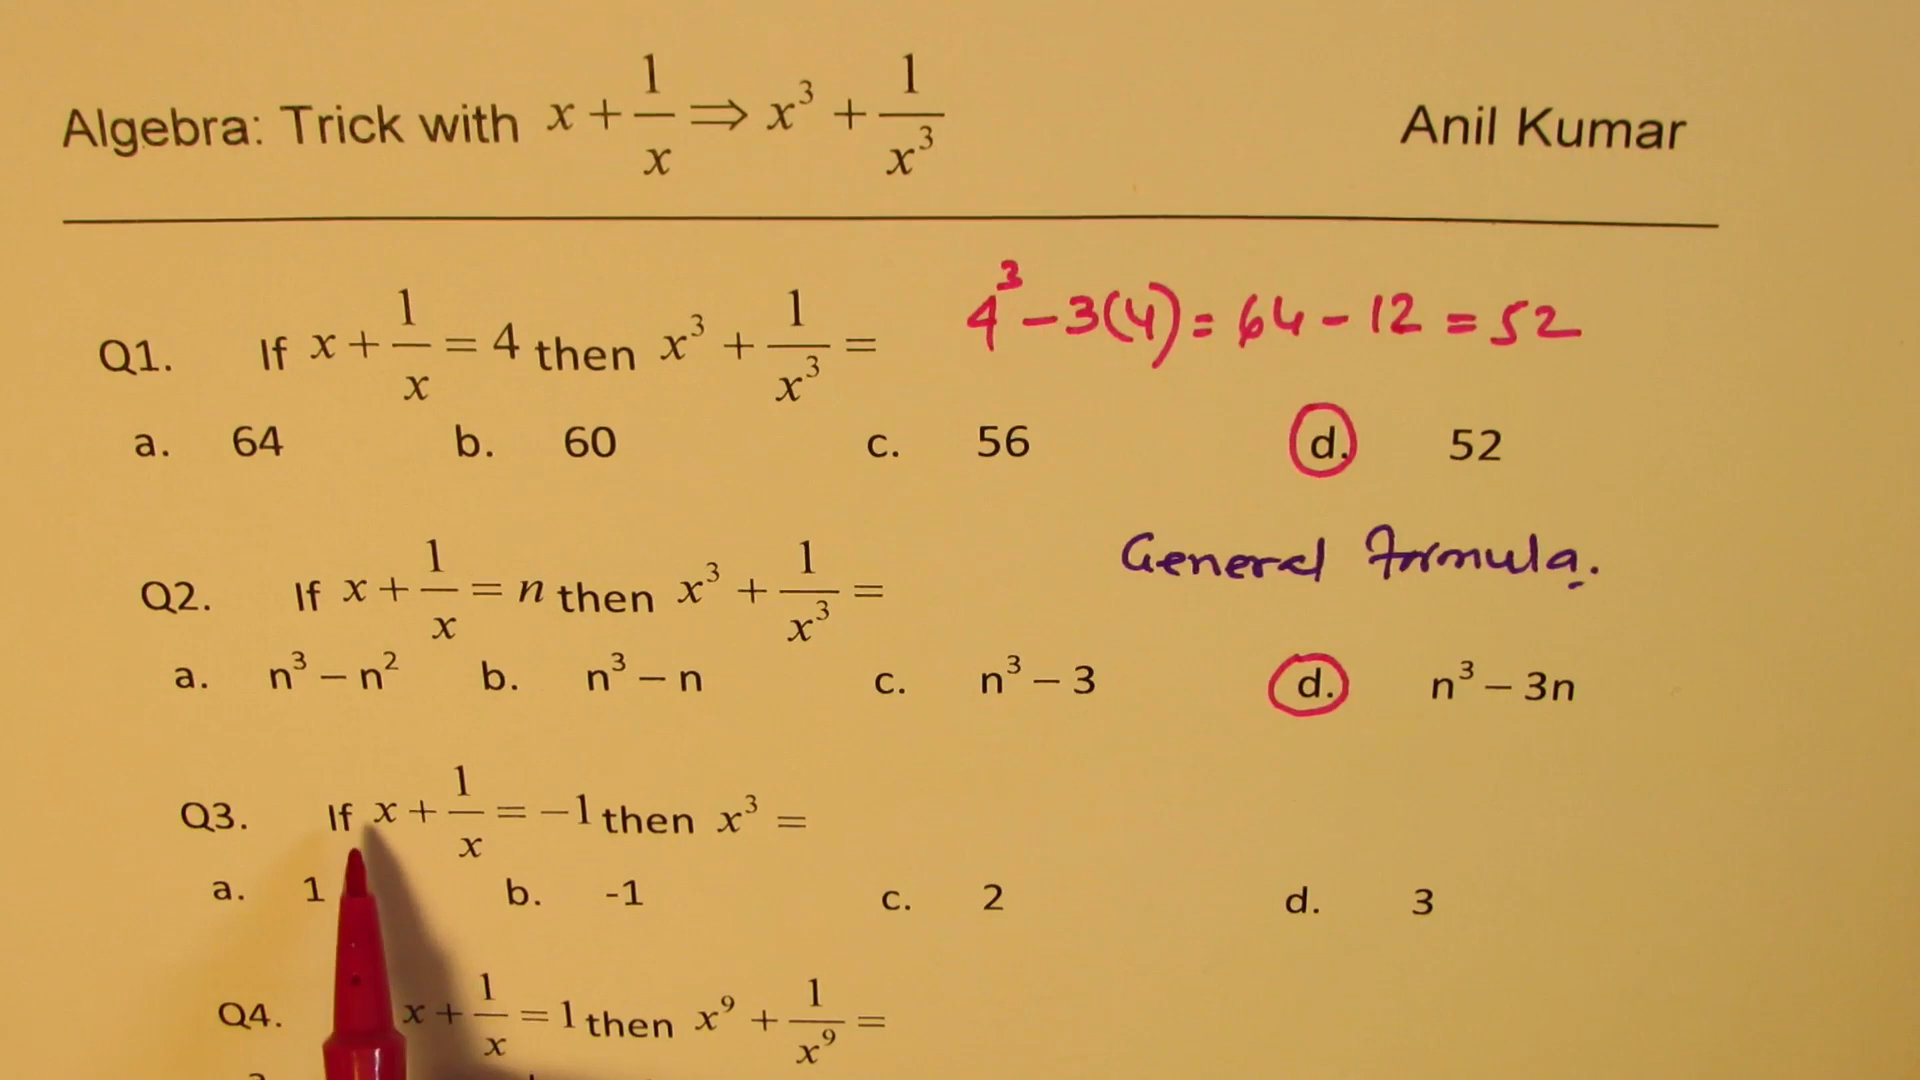 Algebra: Trick with x + 1/x ⇒ x³ + 1/x³ Anil Kumar
Q1. If x + 1/x = 4 then x³ + 1/x³ = 4³ - 3(4) = 64 - 12 = 52
a. 64 b. 60 c. 56 d. 52
General Formula.
Q2. If x + 1/x = n then x³ + 1/x³ =
a. n³ – n² b. n³ – n c. n³ – 3 d. n³ – 3n
Q3. If x + 1/x = –1 then x³ =
a. 1 b. -1 c. 2 d. 3
Q4. x + 1/x = 1 then x⁹ + 1/x⁹ =